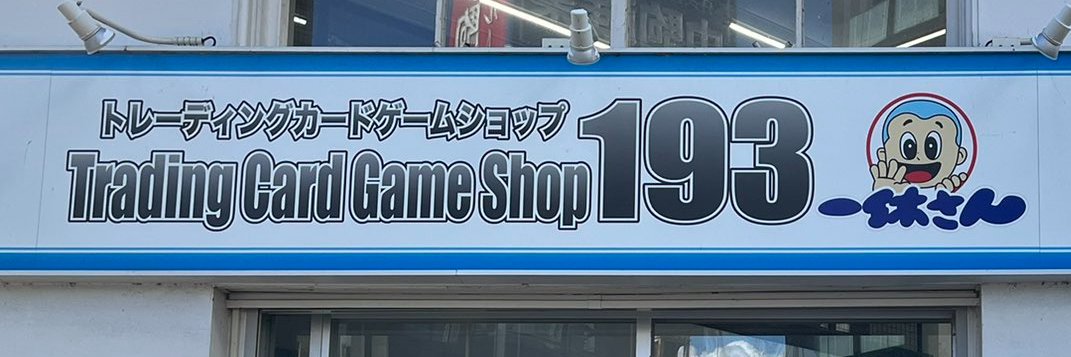 トレーディングカードゲームショップ
Trading Card Game Shop 193
一休さん